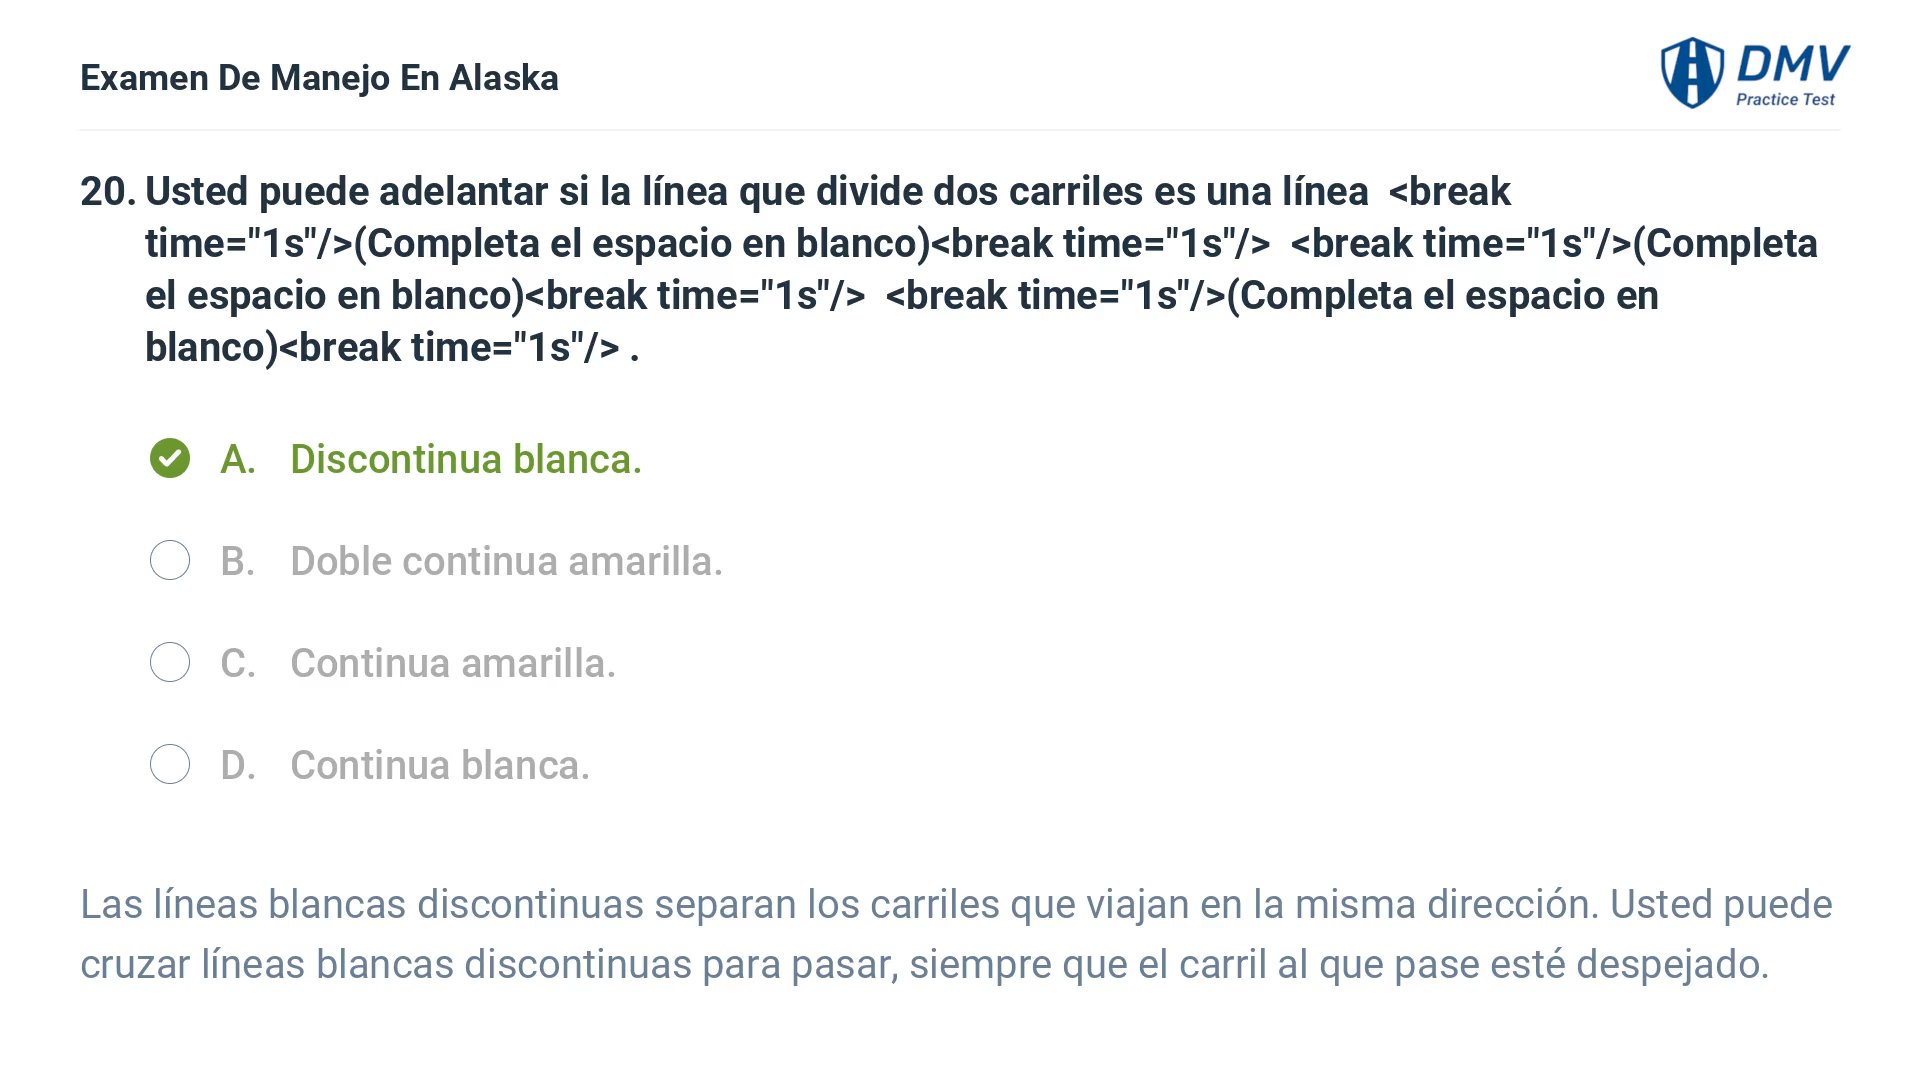 Examen De Manejo En Alaska
DMV
Practice Test
20. Usted puede adelantar si la línea que divide dos carriles es una línea  <break
time="1s"/>(Completa el espacio en blanco)<break time="1s"/>  <break time="1s"/>(Completa
el espacio en blanco)<break time="1s"/>  <break time="1s"/>(Completa el espacio en
blanco)<break time="1s"/> .
A. Discontinua blanca.
B. Doble continua amarilla.
C. Continua amarilla.
D. Continua blanca.
Las líneas blancas discontinuas separan los carriles que viajan en la misma dirección. Usted puede
cruzar líneas blancas discontinuas para pasar, siempre que el carril al que pase esté despejado.